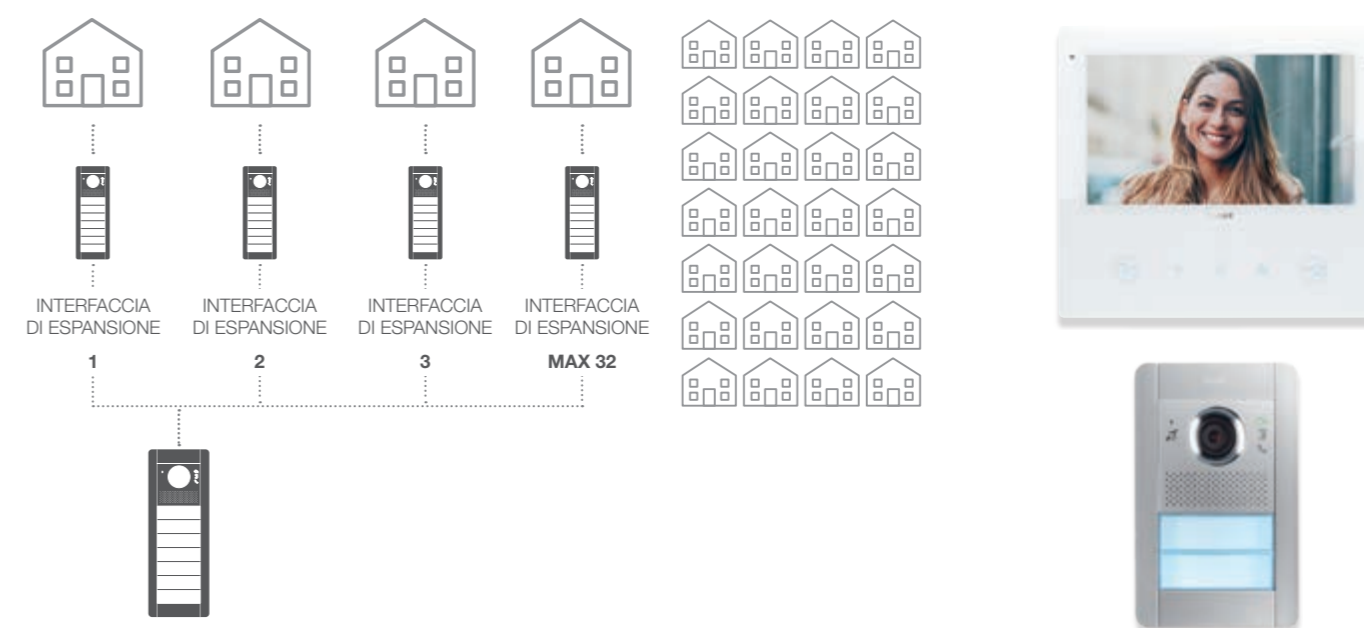 INTERFACCIA
DI ESPANSIONE
1
INTERFACCIA
DI ESPANSIONE
2
INTERFACCIA
DI ESPANSIONE
3
INTERFACCIA
DI ESPANSIONE
MAX 32